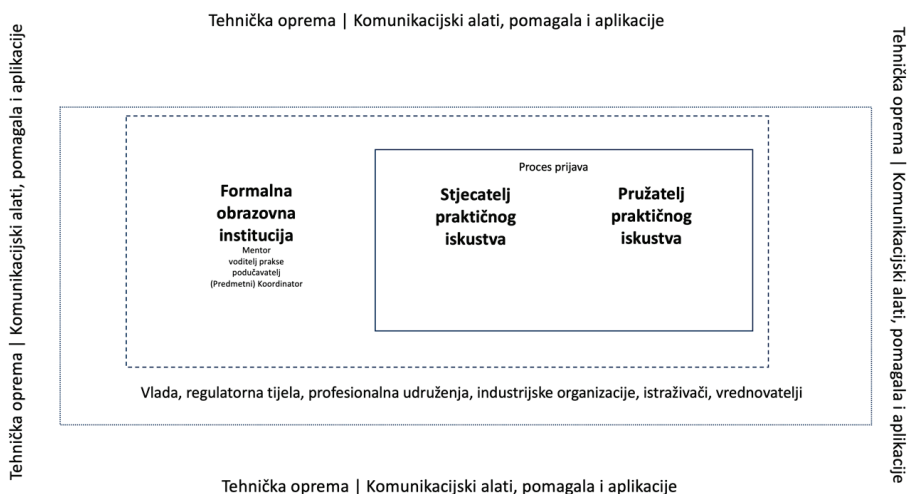 Tehnička oprema | Komunikacijski alati, pomagala i aplikacije
Tehnička oprema | Komunikacijski alati, pomagala i aplikacije
Tehnička oprema | Komunikacijski alati, pomagala i aplikacije
Proces prijava
Formalna
obrazovna
institucija
Mentor
voditelj prakse
podučavatelj
(Predmetni) Koordinator
Stjecatelj
praktičnog
iskustva
Pružatelj
praktičnog
iskustva
Vlada, regulatorna tijela, profesionalna udruženja, industrijske organizacije, istraživači, vrednovatelji
Tehnička oprema | Komunikacijski alati, pomagala i aplikacije